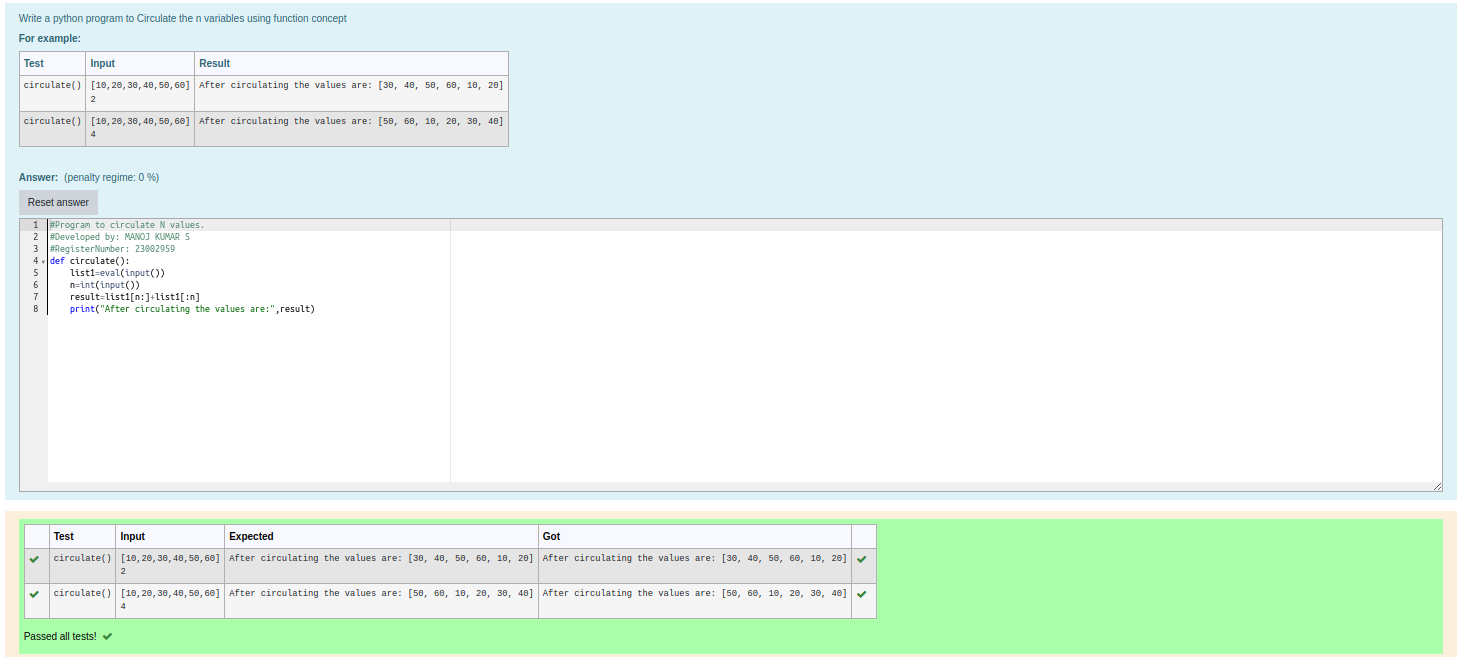 Write a python program to Circulate the n variables using function concept
For example:
Test Input Result
circulate() [10,20,30,40,50,60] After circulating the values are: [30, 40, 50, 60, 10, 20]
2
circulate() [10,20,30,40,50,60] After circulating the values are: [50, 60, 10, 20, 30, 40]
4
Answer: (penalty regime: 0 %)
Reset answer
1 #Program to circulate N values.
2 #Developed by: MANOJ KUMAR S
3 #RegisterNumber: 23002959
4 def circulate():
5 list1=eval(input())
6 n=int(input())
7 result=list1[n:]+list1[:n]
8 print("After circulating the values are:",result)
Test Input Expected Got
circulate() [10,20,30,40,50,60] After circulating the values are: [30, 40, 50, 60, 10, 20] After circulating the values are: [30, 40, 50, 60, 10, 20]
2
circulate() [10,20,30,40,50,60] After circulating the values are: [50, 60, 10, 20, 30, 40] After circulating the values are: [50, 60, 10, 20, 30, 40]
4
Passed all tests!